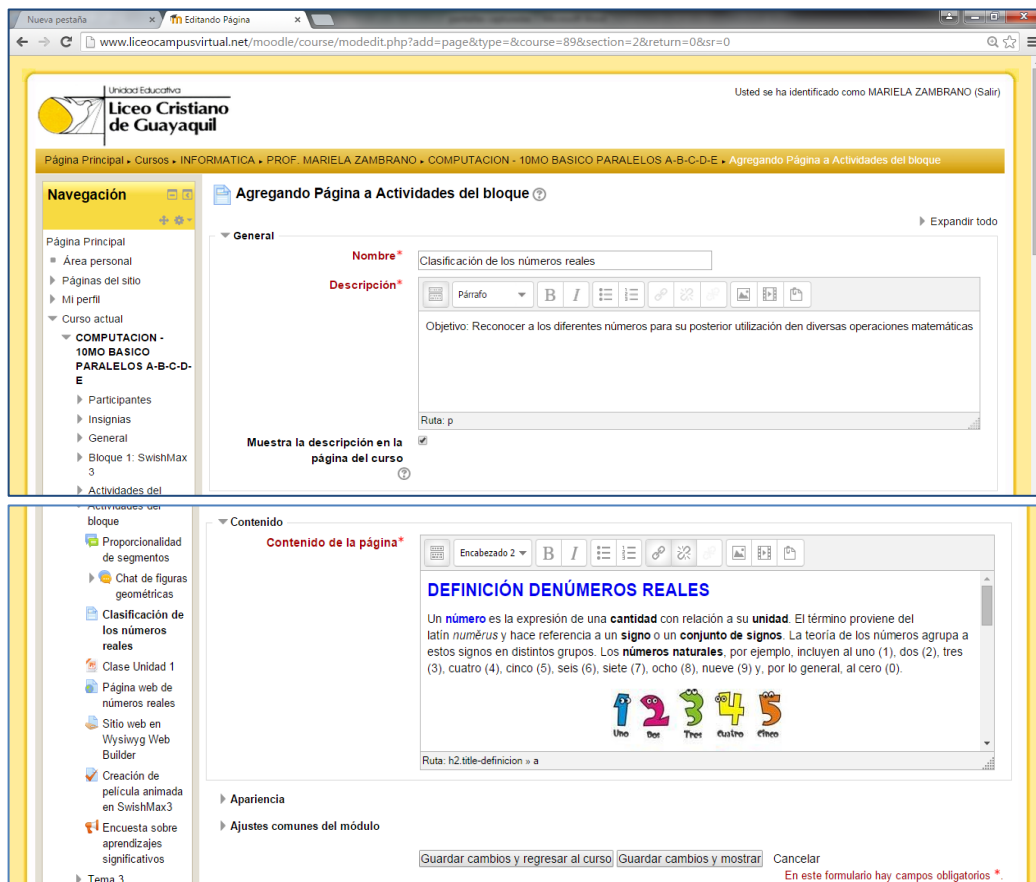 Nueva pestaña
Editando Página
www.liceocampusvirtual.net/moodle/course/modedit.php?add=page&type=&course=89&section=2&return=0&sr=0
Unidad Educativa
Liceo Cristiano
de Guayaquil
Usted se ha identificado como MARIELA ZAMBRANO (Salir)
Página Principal ▸ Cursos ▸ INFORMATICA ▸ PROF. MARIELA ZAMBRANO ▸ COMPUTACION - 10MO BASICO PARALELOS A-B-C-D-E ▸ Agregando Página a Actividades del bloque
Navegación
Página Principal
Área personal
Páginas del sitio
Mi perfil
Curso actual
COMPUTACION -
10MO BASICO
PARALELOS A-B-C-D-
E
Participantes
Insignias
General
Bloque 1: SwishMax
3
Actividades del
Agregando Página a Actividades del bloque
Expandir todo
General
Nombre*
Clasificación de los números reales
Descripción*
Párrafo
B I
Objetivo: Reconocer a los diferentes números para su posterior utilización den diversas operaciones matemáticas
Ruta: p
Muestra la descripción en la
página del curso
Actividades del
bloque
Proporcionalidad
de segmentos
Chat de figuras
geométricas
Clasificación de
los números
reales
Clase Unidad 1
Página web de
números reales
Sitio web en
Wysiwyg Web
Builder
Creación de
película animada
en SwishMax3
Encuesta sobre
aprendizajes
significativos
Tema 3
Contenido
Contenido de la página*
Encabezado 2
B I
DEFINICIÓN DENÚMEROS REALES
Un número es la expresión de una cantidad con relación a su unidad. El término proviene del
latín numĕrus y hace referencia a un signo o un conjunto de signos. La teoría de los números agrupa a
estos signos en distintos grupos. Los números naturales, por ejemplo, incluyen al uno (1), dos (2), tres
(3), cuatro (4), cinco (5), seis (6), siete (7), ocho (8), nueve (9) y, por lo general, al cero (0).
1 2 3 4 5
Uno Dos Tres Cuatro Cinco
Ruta: h2.title-definicion » a
Apariencia
Ajustes comunes del módulo
Guardar cambios y regresar al curso Guardar cambios y mostrar Cancelar
En este formulario hay campos obligatorios *.